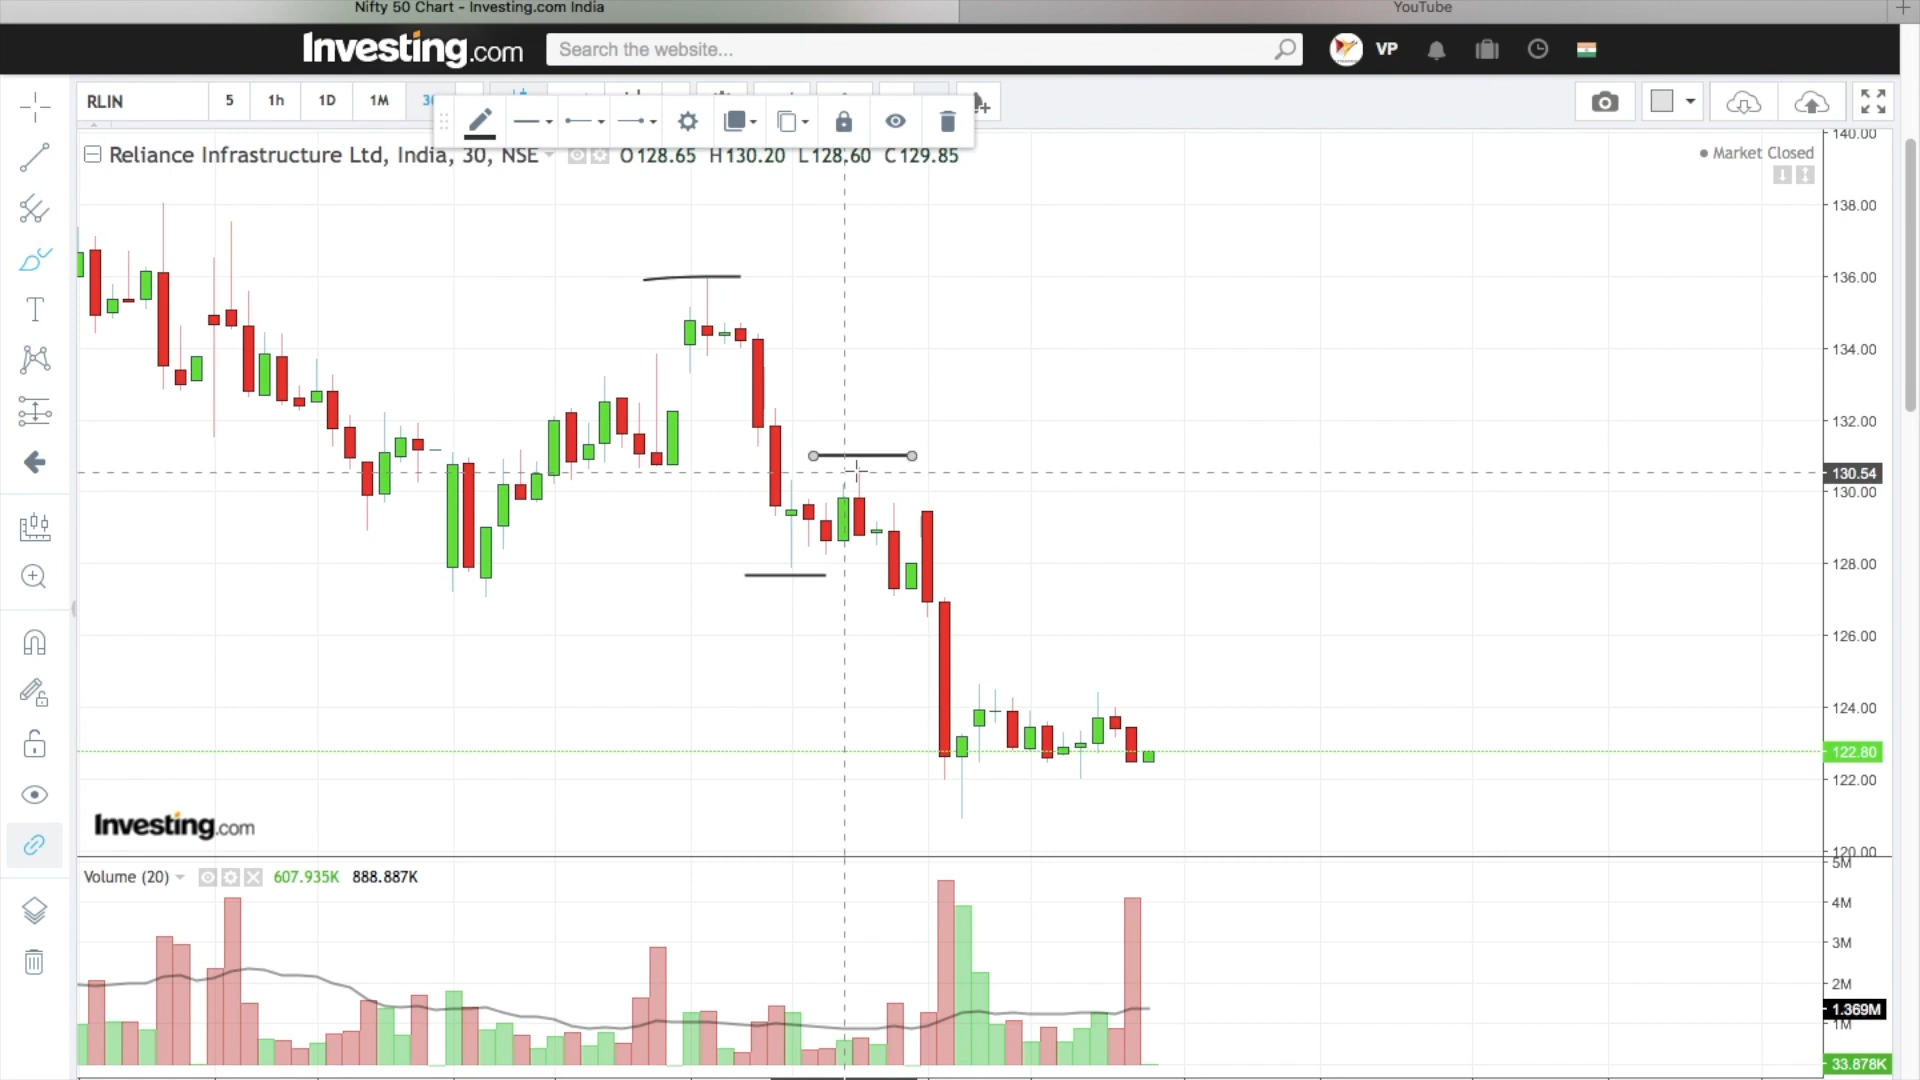 Nifty 50 Chart - Investing.com India
YouTube
Investing.com
Search the website...
VP
RLIN
5
1h
1D
1M
Reliance Infrastructure Ltd, India, 30, NSE
O128.65 H130.20 L128.60 C129.85
Market Closed
140.00
138.00
136.00
134.00
132.00
130.54
130.00
128.00
126.00
124.00
122.80
122.00
120.00
Investing.com
Volume (20)
607.935K
888.887K
5M
4M
3M
2M
1.369M
1M
33.878K